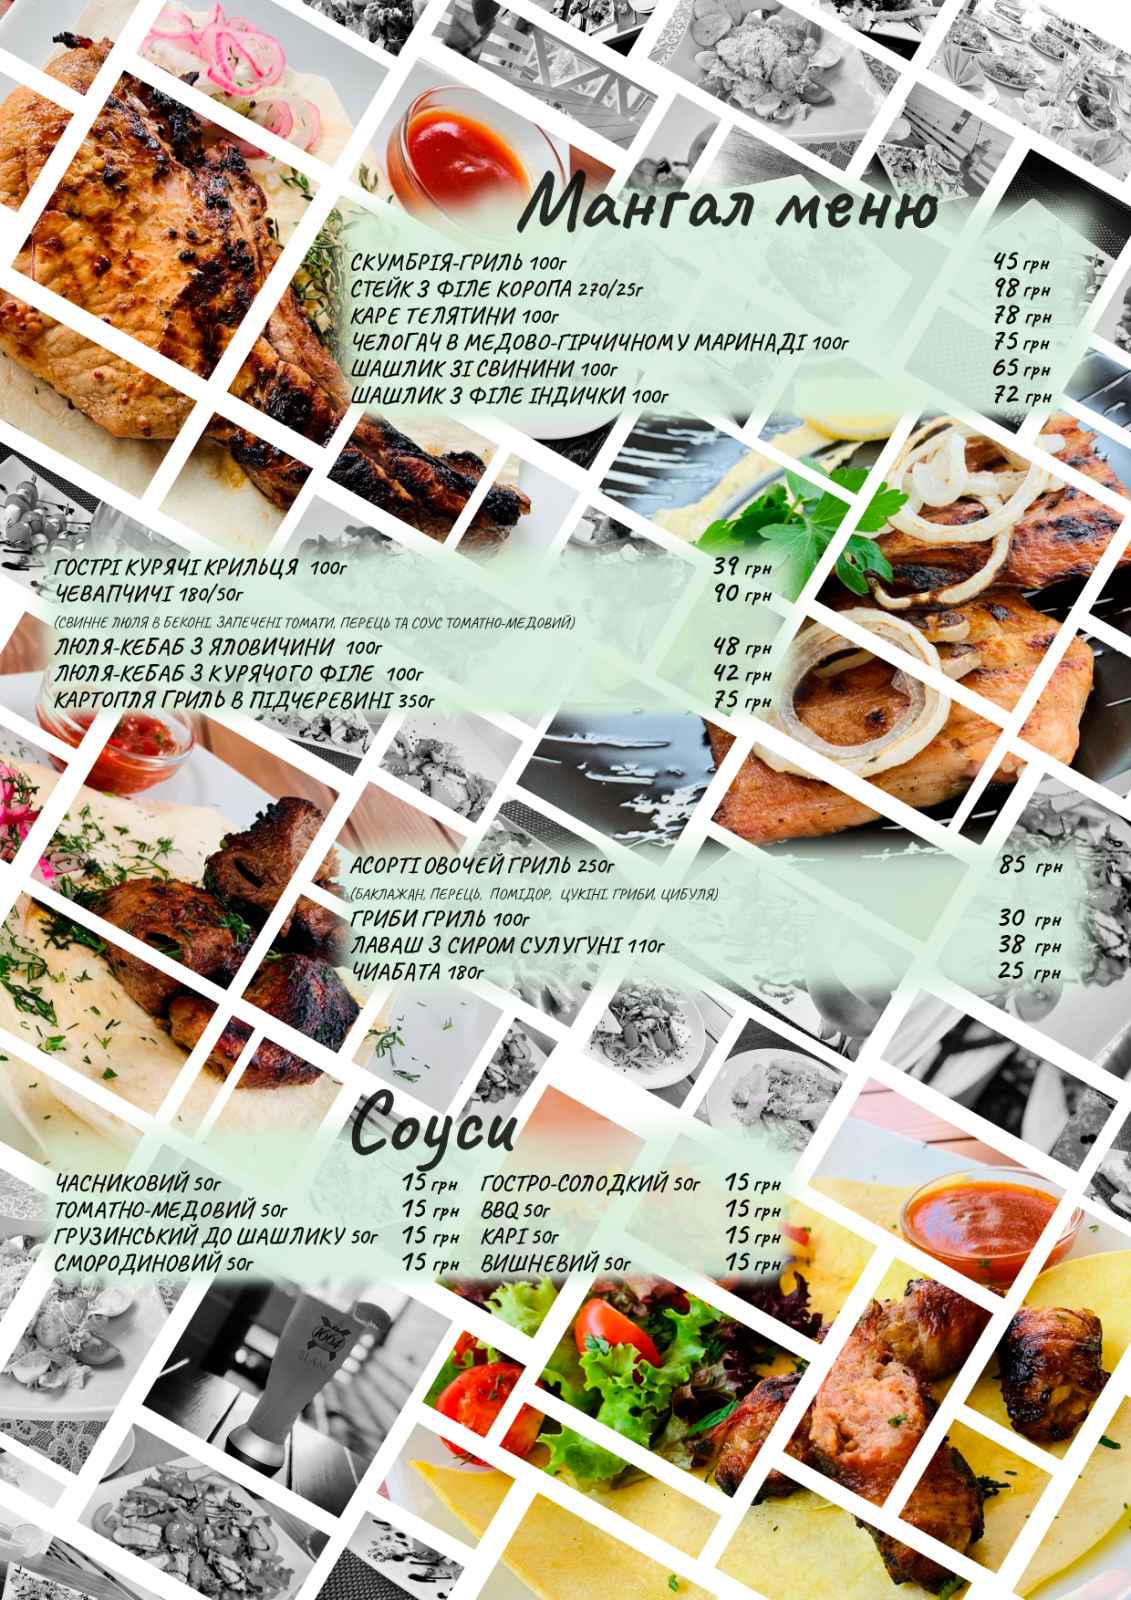 Мангал меню
СКУМБРІЯ-ГРИЛЬ 100г 45 грн
СТЕЙК З ФІЛЕ КОРОПА 270/25г 98 грн
КАРЕ ТЕЛЯТИНИ 100г 78 грн
ЧЕЛОГАЧ В МЕДОВО-ГІРЧИЧНОМУ МАРИНАДІ 100г 75 грн
ШАШЛИК ЗІ СВИНИНИ 100г 65 грн
ШАШЛИК З ФІЛЕ ІНДИЧКИ 100г 72 грн
ГОСТРІ КУРЯЧІ КРИЛЬЦЯ 100г 39 грн
ЧЕВАПЧИЧІ 180/50г 90 грн
(СВИННЕ ЛЮЛЯ В БЕКОНІ. ЗАПЕЧЕНІ ТОМАТИ. ПЕРЕЦЬ ТА СОУС ТОМАТНО-МЕДОВИЙ)
ЛЮЛЯ-КЕБАБ З ЯЛОВИЧИНИ 100г 48 грн
ЛЮЛЯ-КЕБАБ З КУРЯЧОГО ФІЛЕ 100г 42 грн
КАРТОПЛЯ ГРИЛЬ В ПІДЧЕРЕВИНІ 350г 75 грн
АСОРТІ ОВОЧЕЙ ГРИЛЬ 250г 85 грн
(БАКЛАЖАН, ПЕРЕЦЬ, ПОМІДОР, ЦУКІНІ, ГРИБИ, ЦИБУЛЯ)
ГРИБИ ГРИЛЬ 100г 30 грн
ЛАВАШ З СИРОМ СУЛУГУНІ 110г 38 грн
ЧИАБАТА 180г 25 грн
Соуси
ЧАСНИКОВИЙ 50г 15 грн
ТОМАТНО-МЕДОВИЙ 50г 15 грн
ГРУЗИНСЬКИЙ ДО ШАШЛИКУ 50г 15 грн
СМОРОДИНОВИЙ 50г 15 грн
ГОСТРО-СОЛОДКИЙ 50г 15 грн
BBQ 50г 15 грн
КАРІ 50г 15 грн
ВИШНЕВИЙ 50г 15 грн